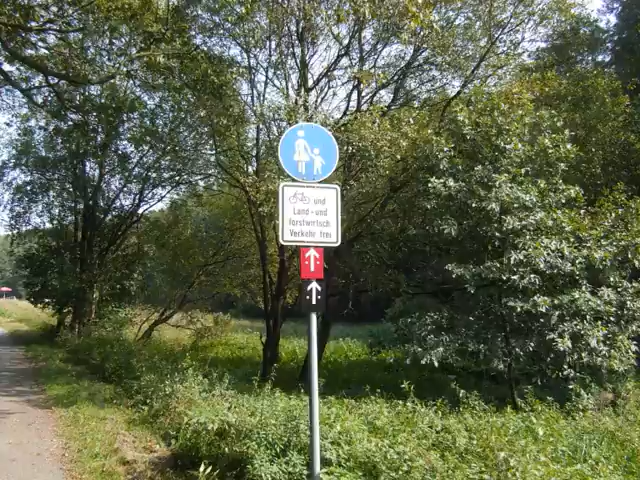 und
Land - und
forstwirtsch.
Verkehr frei